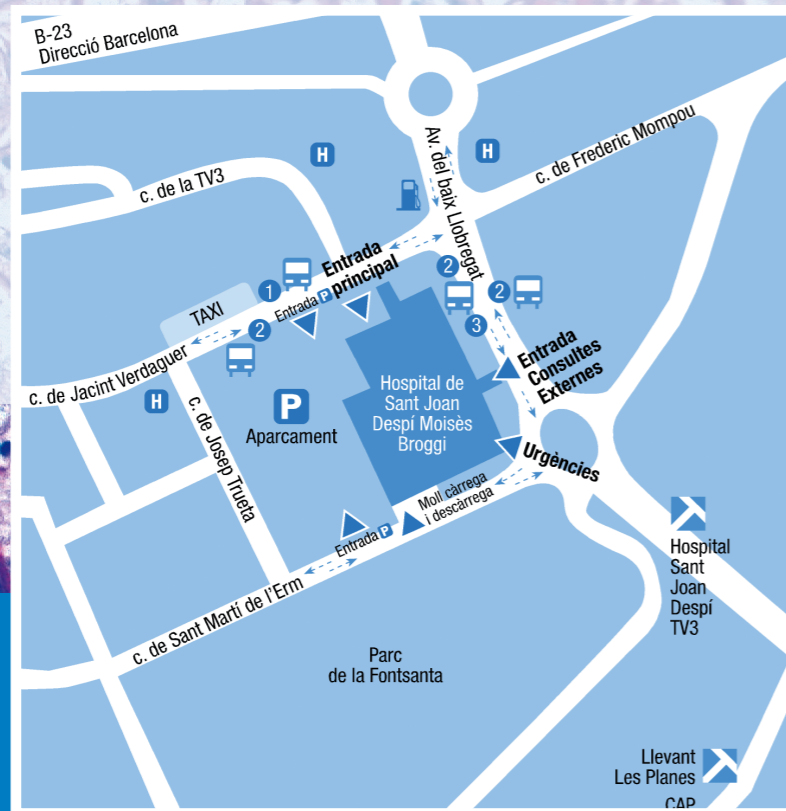 B-23
Direcció Barcelona
H
H
Av. del baix Llobregat
c. de Frederic Mompou
c. de la TV3
Entrada
principal
1
2
2
TAXI
Entrada P
2
3
c. de Jacint Verdaguer
H
Entrada
Consultes
Externes
P
Aparcament
Hospital de
Sant Joan
Despí Moisès
Broggi
c. de Josep Trueta
Urgències
Moll càrrega
i descàrrega
Entrada P
c. de Sant Martí de l'Erm
Hospital
Sant
Joan
Despí
TV3
Parc
de la Fontsanta
Llevant
Les Planes
CAP